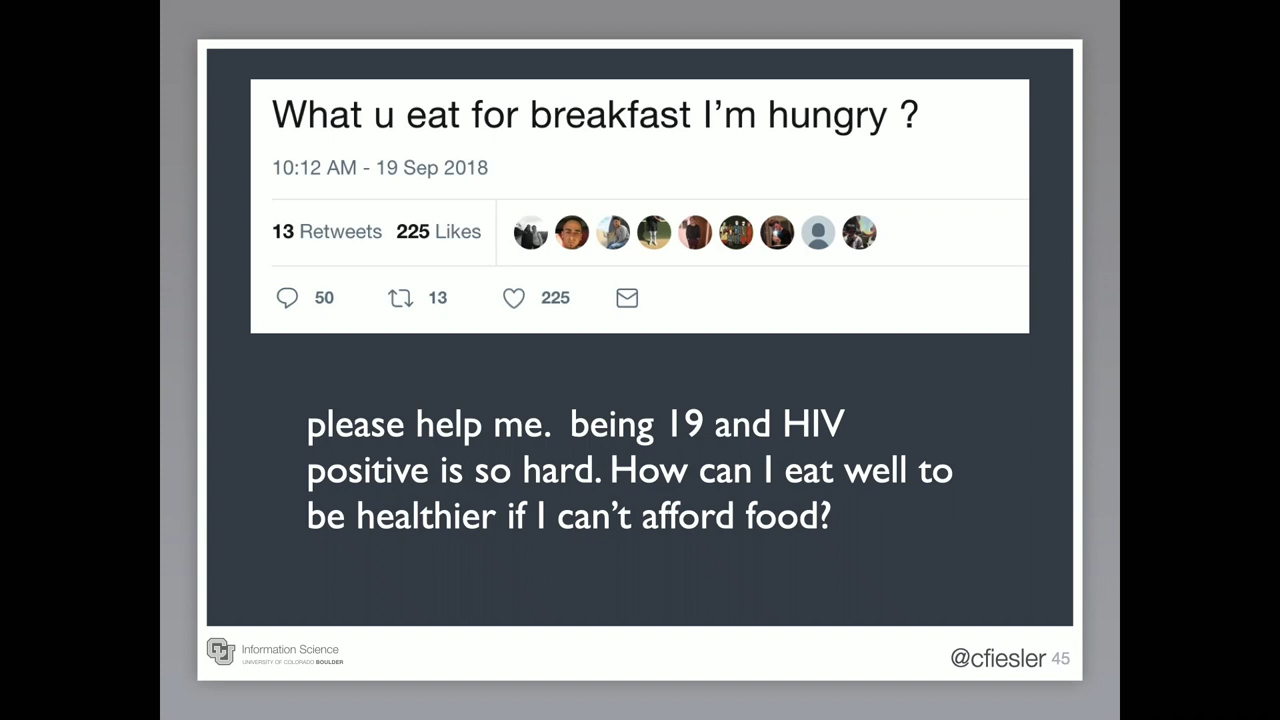 What u eat for breakfast I'm hungry ?
10:12 AM - 19 Sep 2018
13 Retweets 225 Likes
50 13 225
please help me. being 19 and HIV
positive is so hard. How can I eat well to
be healthier if I can't afford food?
CU Information Science
UNIVERSITY OF COLORADO BOULDER
@cfiesler 45